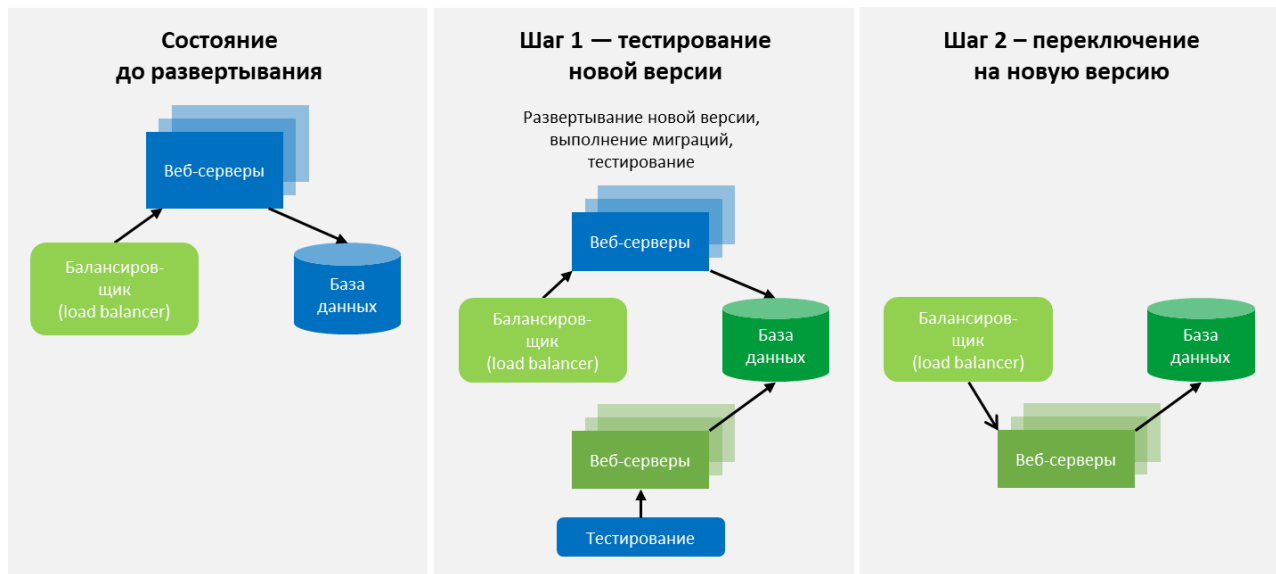 Состояние
до развертывания
Веб-серверы
Балансиров-
щик
(load balancer)
База
данных
Шаг 1 — тестирование
новой версии
Развертывание новой версии,
выполнение миграций,
тестирование
Веб-серверы
Балансиров-
щик
(load balancer)
База
данных
Веб-серверы
Тестирование
Шаг 2 – переключение
на новую версию
Балансиров-
щик
(load balancer)
База
данных
Веб-серверы